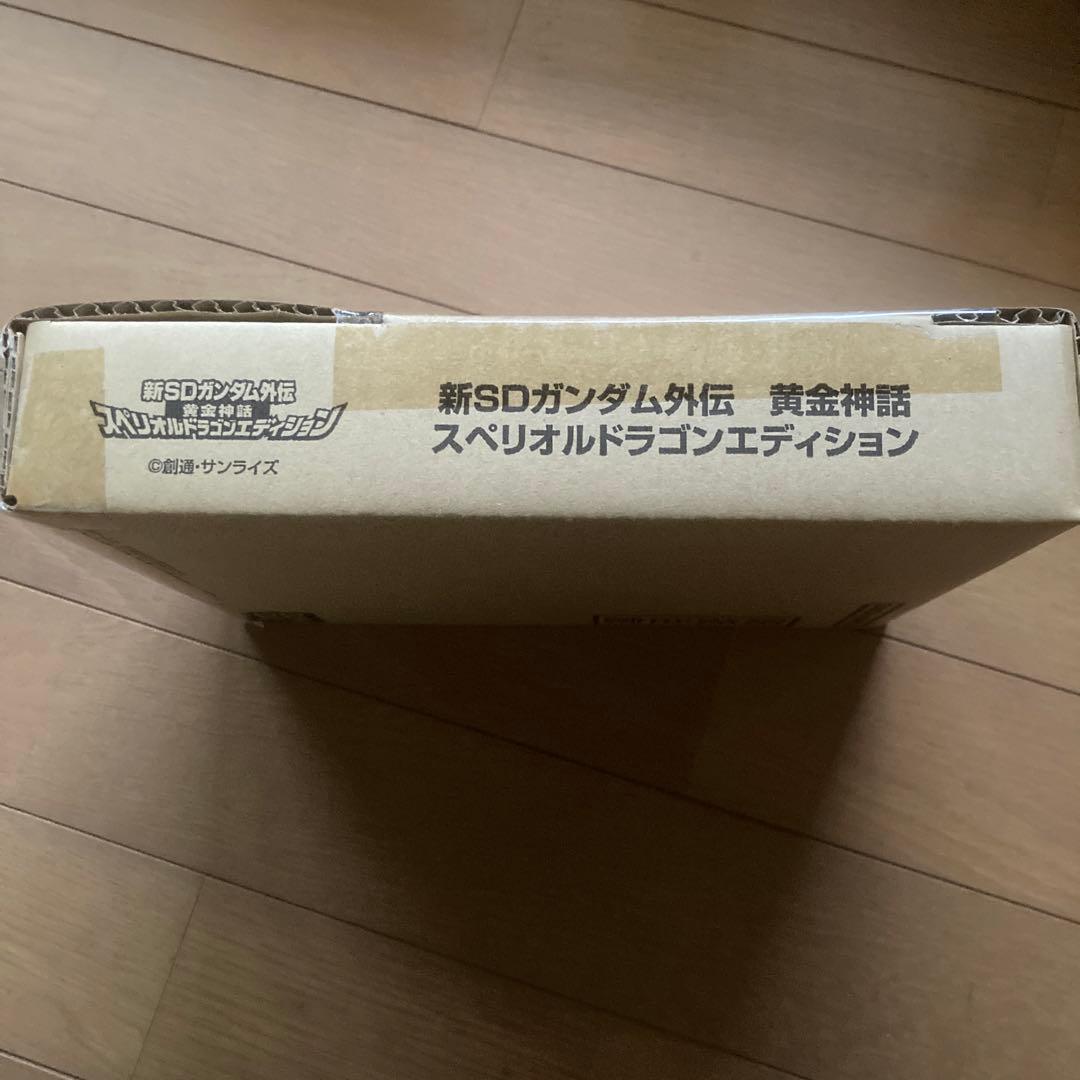 新SDガンダム外伝
黄金神話
スペリオルドラゴンエディション
©創通・サンライズ
新SDガンダム外伝　黄金神話
スペリオルドラゴンエディション